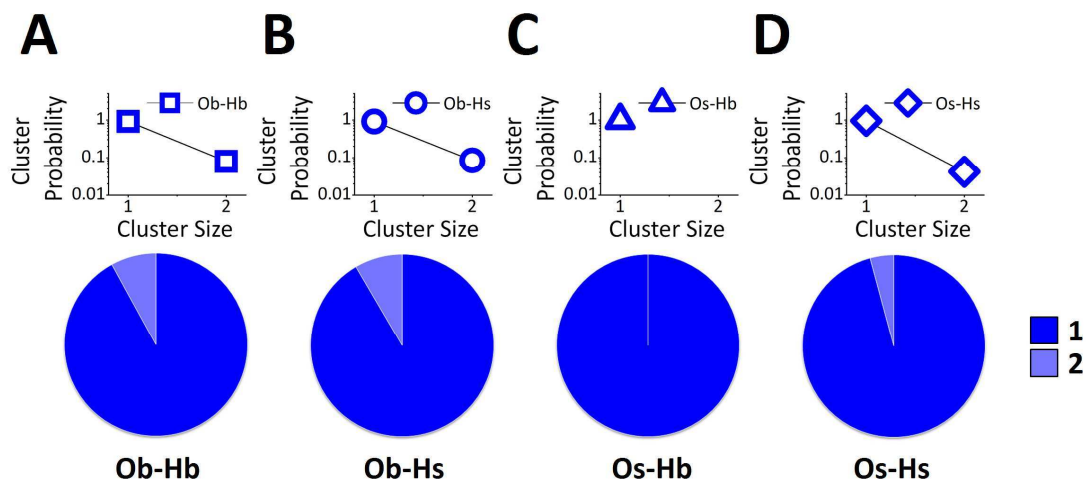 A
B
C
D
Cluster
Probability
1
0.1
0.01
Ob-Hb
1
2
Cluster Size
Cluster
Probability
1
0.1
0.01
Ob-Hs
1
2
Cluster Size
Cluster
Probability
1
0.1
0.01
Os-Hb
1
2
Cluster Size
Cluster
Probability
1
0.1
0.01
Os-Hs
1
2
Cluster Size
1
2
Ob-Hb
Ob-Hs
Os-Hb
Os-Hs